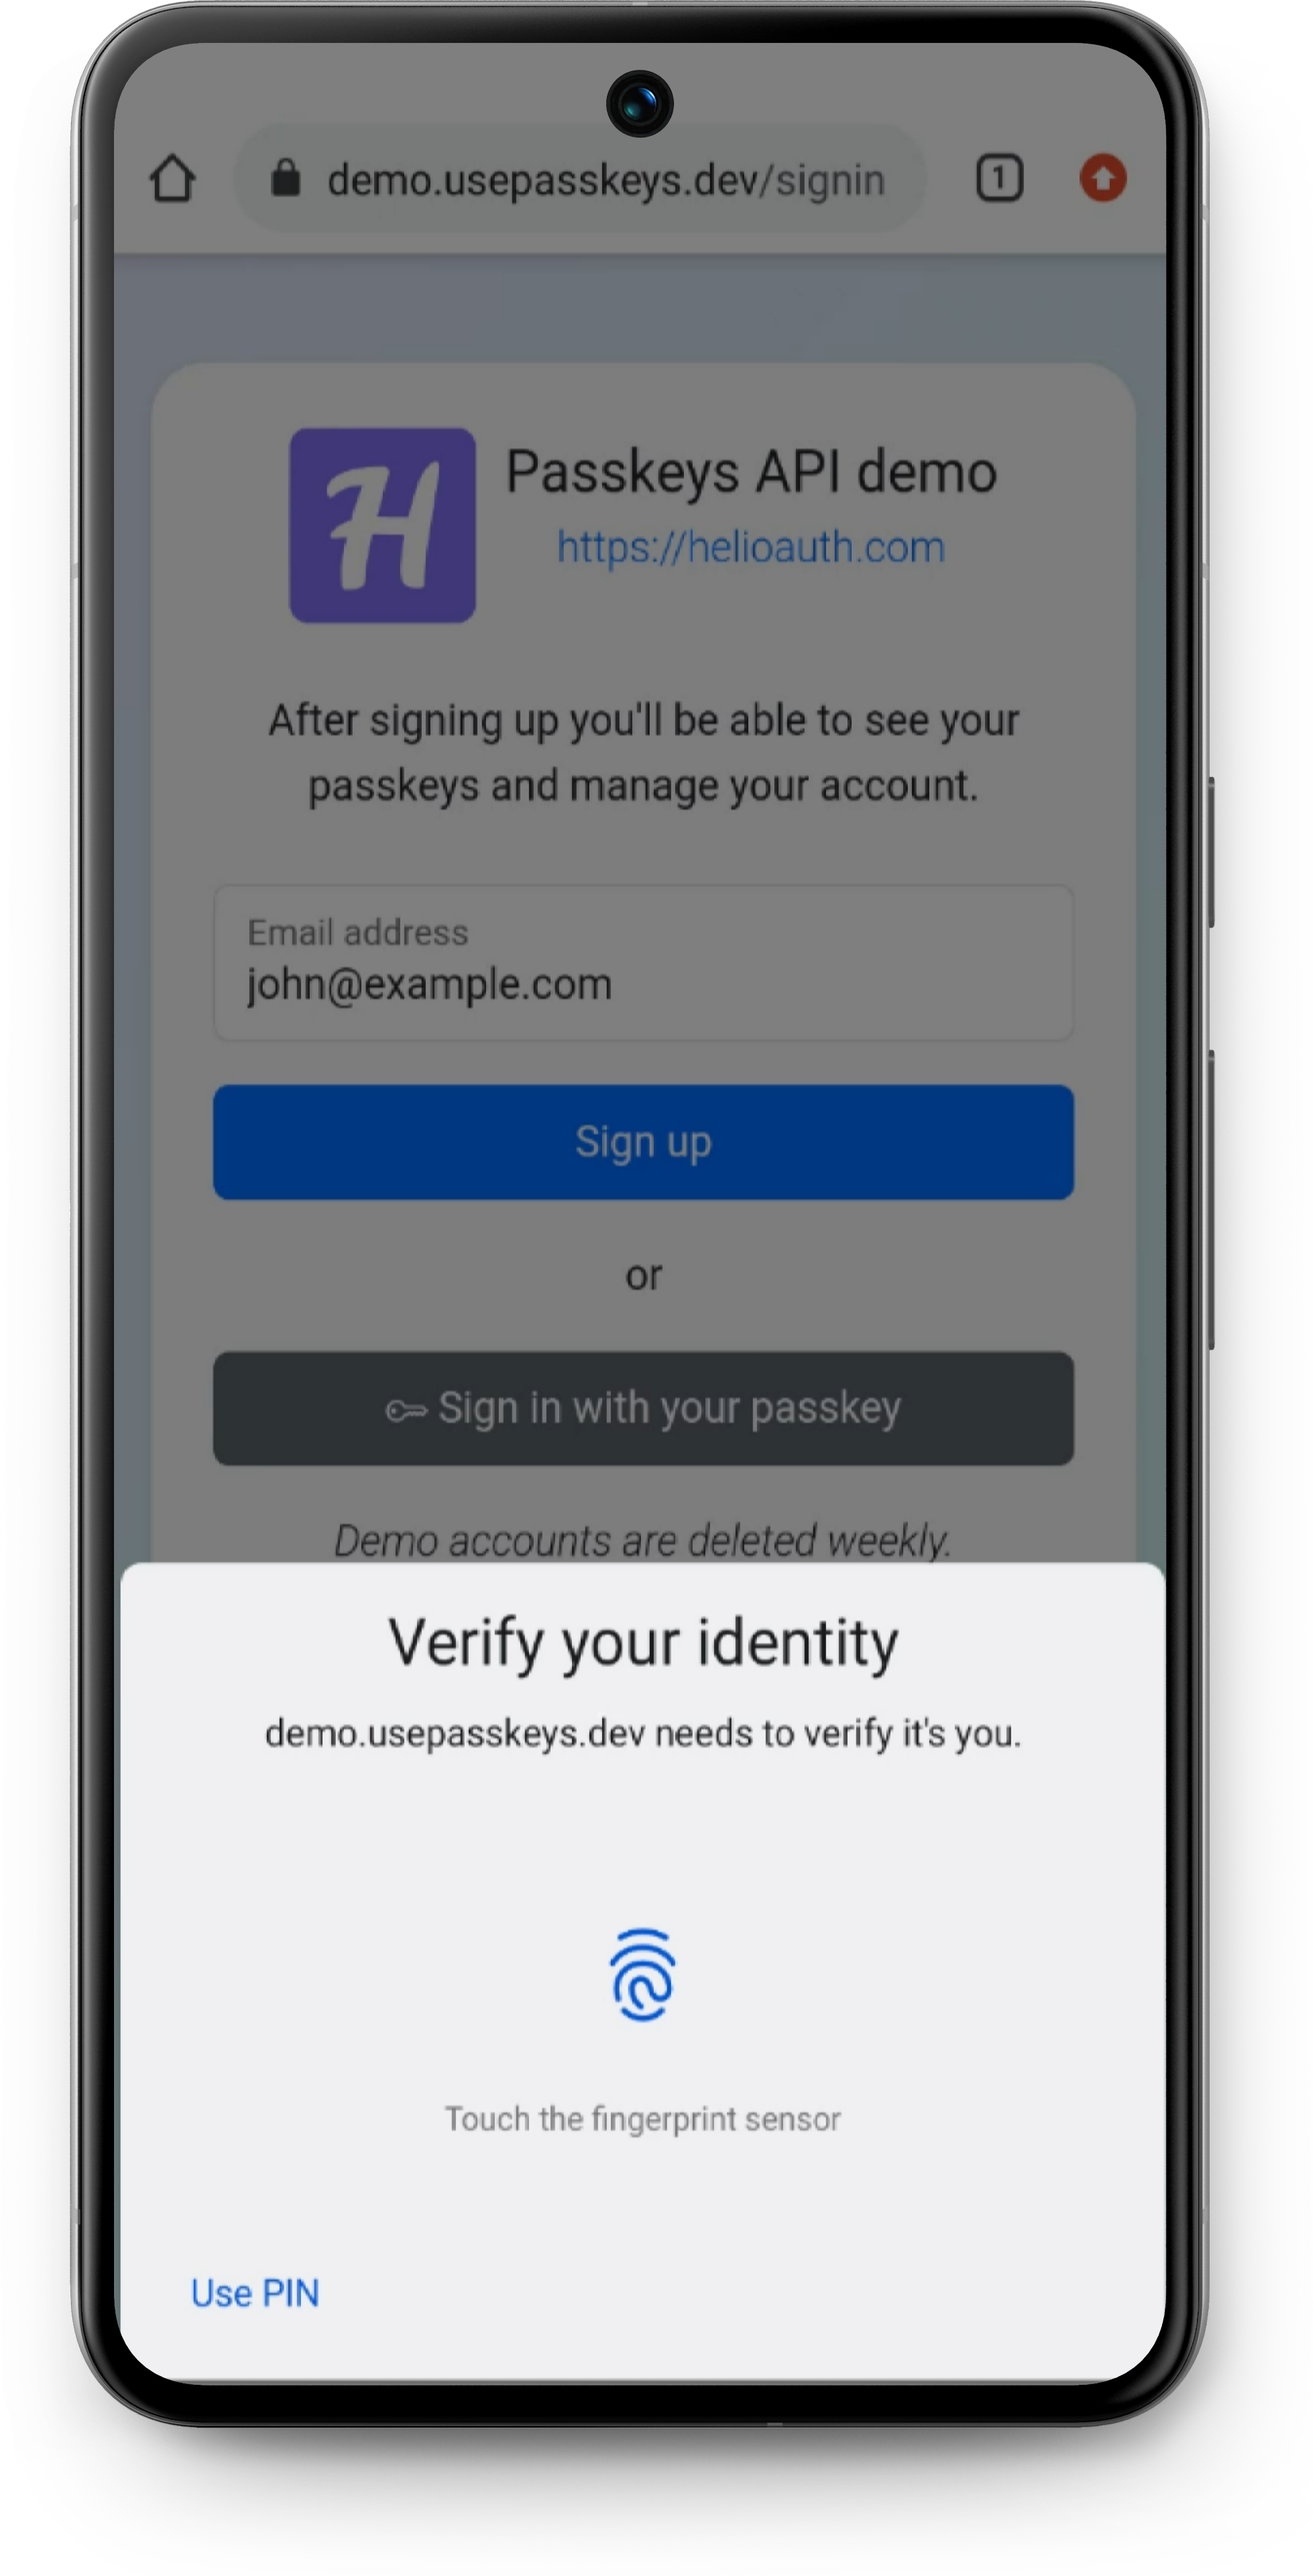 demo.usepasskeys.dev/signin
1
H
Passkeys API demo
https://helioauth.com
After signing up you'll be able to see your
passkeys and manage your account.
Email address
john@example.com
Sign up
or
Sign in with your passkey
Demo accounts are deleted weekly.
Verify your identity
demo.usepasskeys.dev needs to verify it's you.
Touch the fingerprint sensor
Use PIN